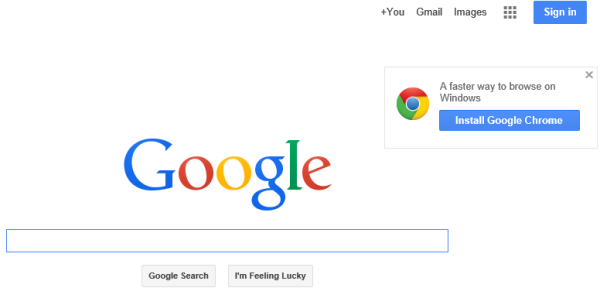 +You Gmail Images Sign in
A faster way to browse on
Windows
Install Google Chrome
Google
Google Search I'm Feeling Lucky